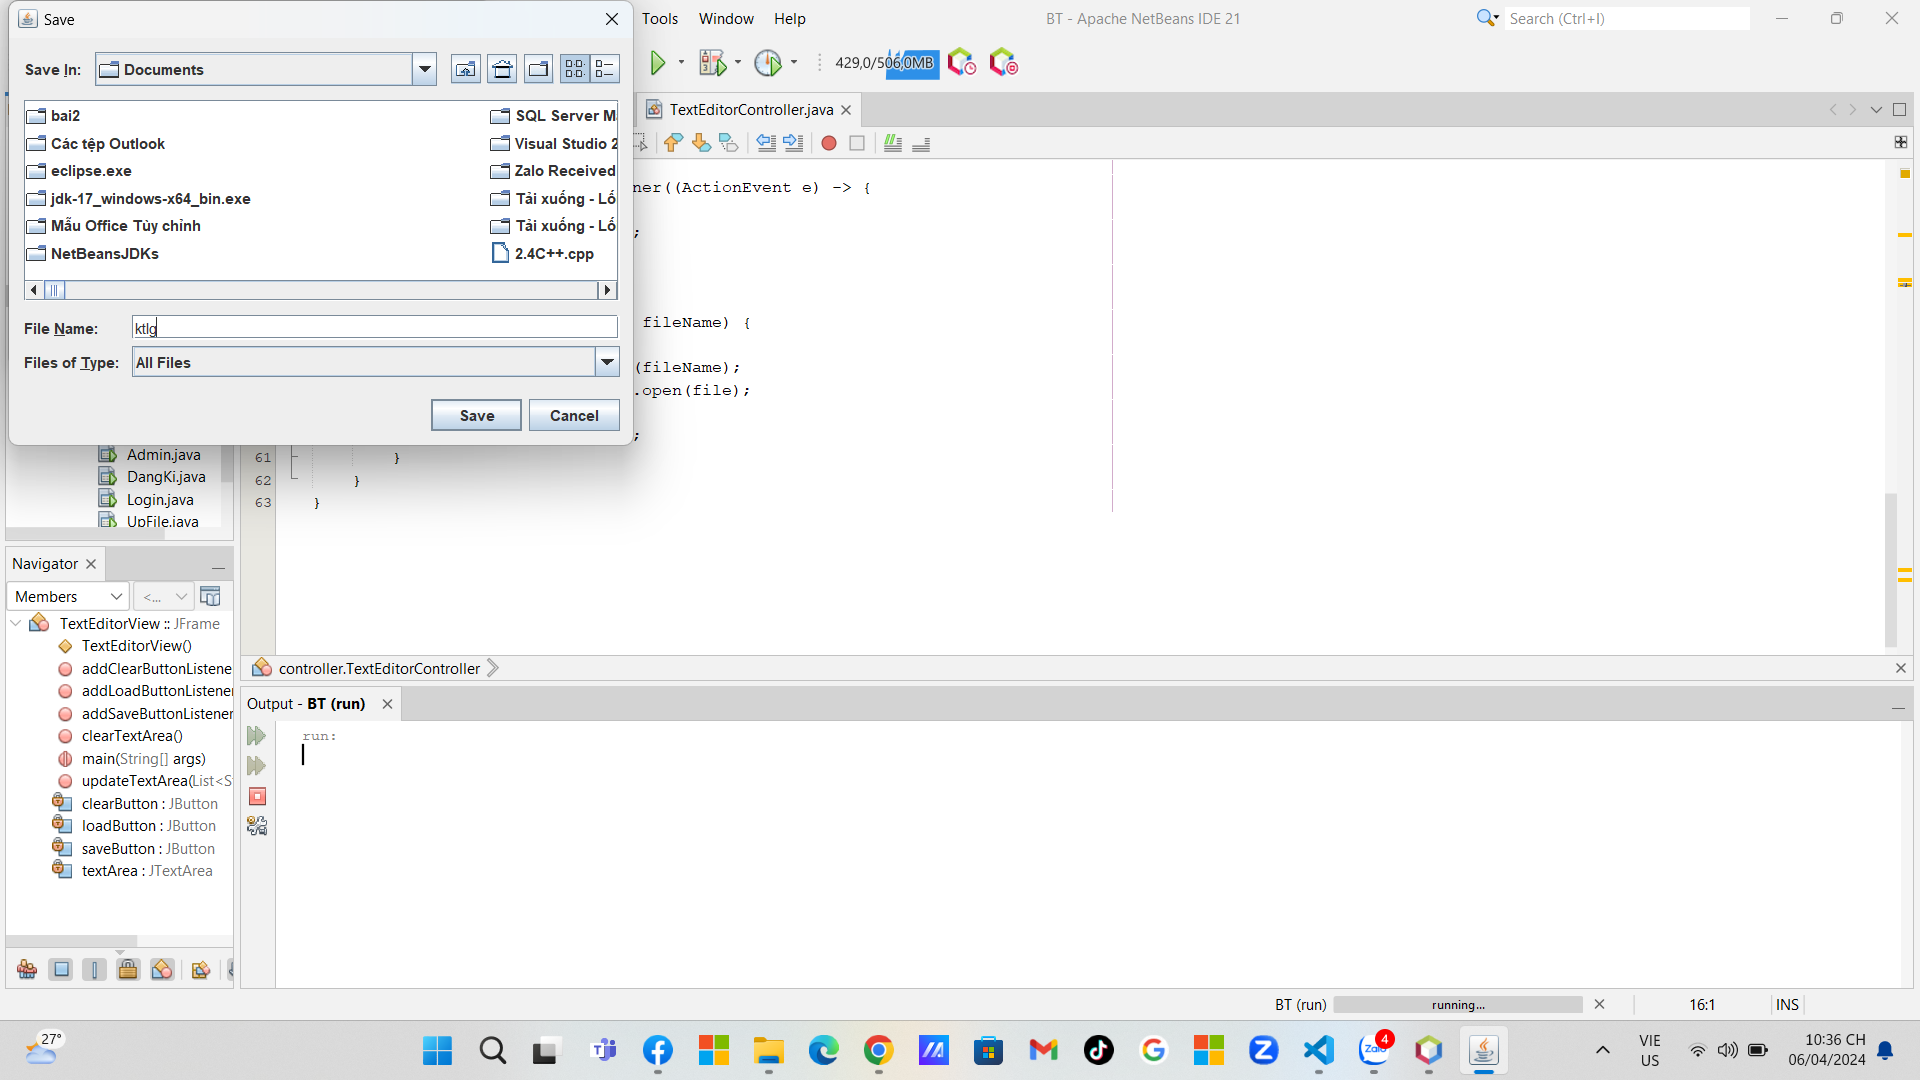 Save
Tools Window Help
BT - Apache NetBeans IDE 21
Search (Ctrl+I)
Save In: Documents
429,0/506,0MB
bai2
Các tệp Outlook
eclipse.exe
jdk-17_windows-x64_bin.exe
Mẫu Office Tùy chỉnh
NetBeansJDKs
SQL Server M
Visual Studio 2
Zalo Received
Tải xuống - Lố
Tải xuống - Lố
2.4C++.cpp
File Name: ktlg
Files of Type: All Files
Save Cancel
TextEditorController.java
ner((ActionEvent e) -> {
;
fileName) {
(fileName);
.open(file);
;
61 }
62 }
63 }
Admin.java
DangKi.java
Login.java
UpFile.java
Navigator
Members <...
TextEditorView :: JFrame
TextEditorView()
addClearButtonListene
addLoadButtonListener
addSaveButtonListener
clearTextArea()
main(String[] args)
updateTextArea(List<S
clearButton : JButton
loadButton : JButton
saveButton : JButton
textArea : JTextArea
controller.TextEditorController
Output - BT (run)
run:
BT (run) running... 16:1 INS
27°
Zalo 4
VIE
US
10:36 CH
06/04/2024